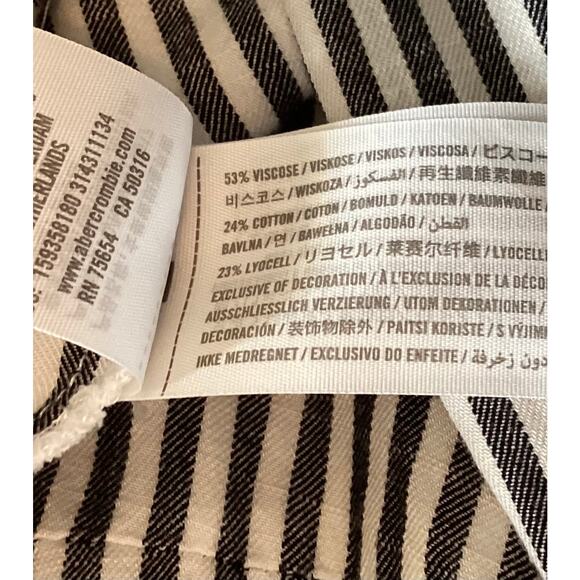 ERDAM
THERLANDS
159358180 314311134
www.abercrombie.com
RN 75654 CA 50316
53% VISCOSE / VISKOSE / VISKOS / VISCOSA / ビスコー
비스코스 / WISKOZA / الفسكوز / 再生纖維素纖維
24% COTTON / COTON / BOMULD / KATOEN / BAUMWOLLE /
BAVLNA / 면 / BAWEŁNA / ALGODÃO / القطن /
23% LYOCELL / リヨセル / 莱赛尔纤维 / LYOCELL
EXCLUSIVE OF DECORATION / À L'EXCLUSION DE LA DÉCO
AUSSCHLIESSLICH VERZIERUNG / UTOM DEKORATIONEN /
DECORACIÓN / 装饰物除外 / PAITSI KORISTE / S VÝJIM
IKKE MEDREGNET / EXCLUSIVO DO ENFEITE / دون زخرفة /